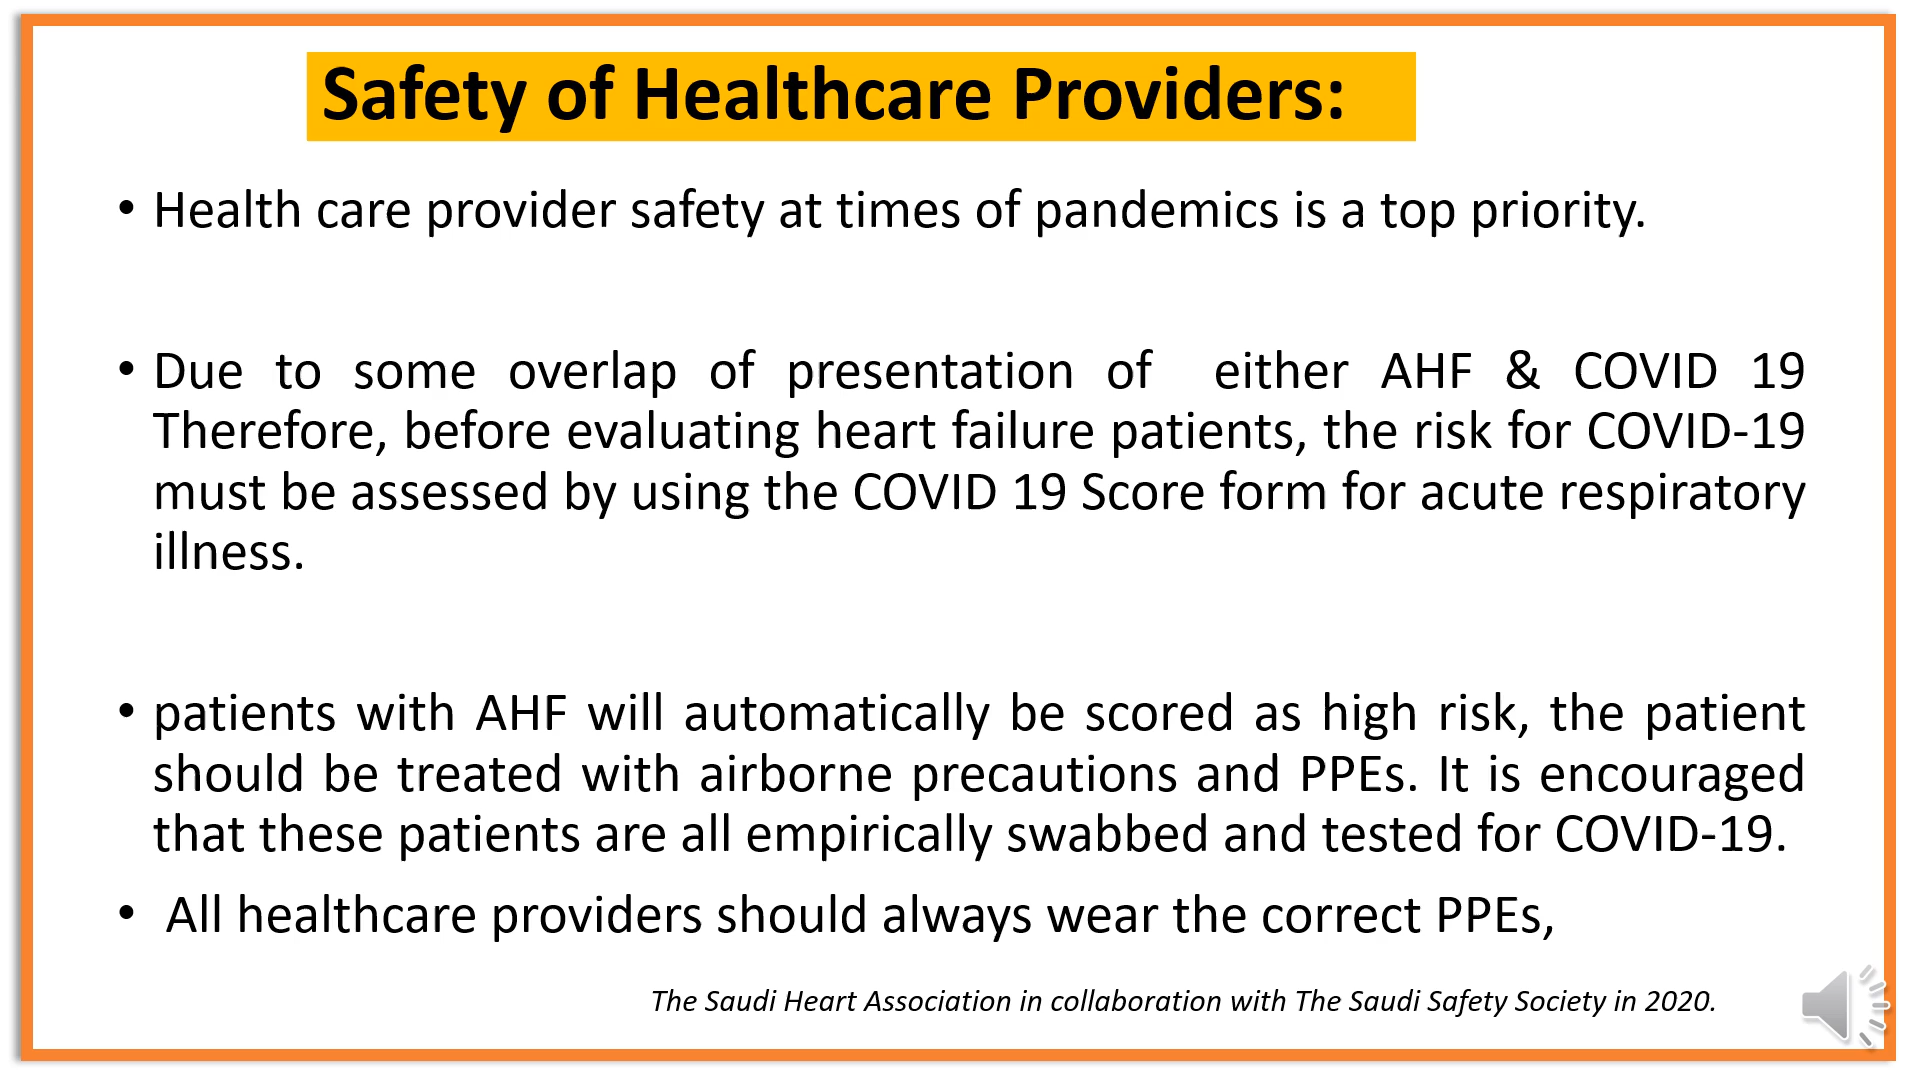 Safety of Healthcare Providers:
• Health care provider safety at times of pandemics is a top priority.
• Due to some overlap of presentation of either AHF & COVID 19
Therefore, before evaluating heart failure patients, the risk for COVID-19
must be assessed by using the COVID 19 Score form for acute respiratory
illness.
• patients with AHF will automatically be scored as high risk, the patient
should be treated with airborne precautions and PPEs. It is encouraged
that these patients are all empirically swabbed and tested for COVID-19.
• All healthcare providers should always wear the correct PPEs,
The Saudi Heart Association in collaboration with The Saudi Safety Society in 2020.